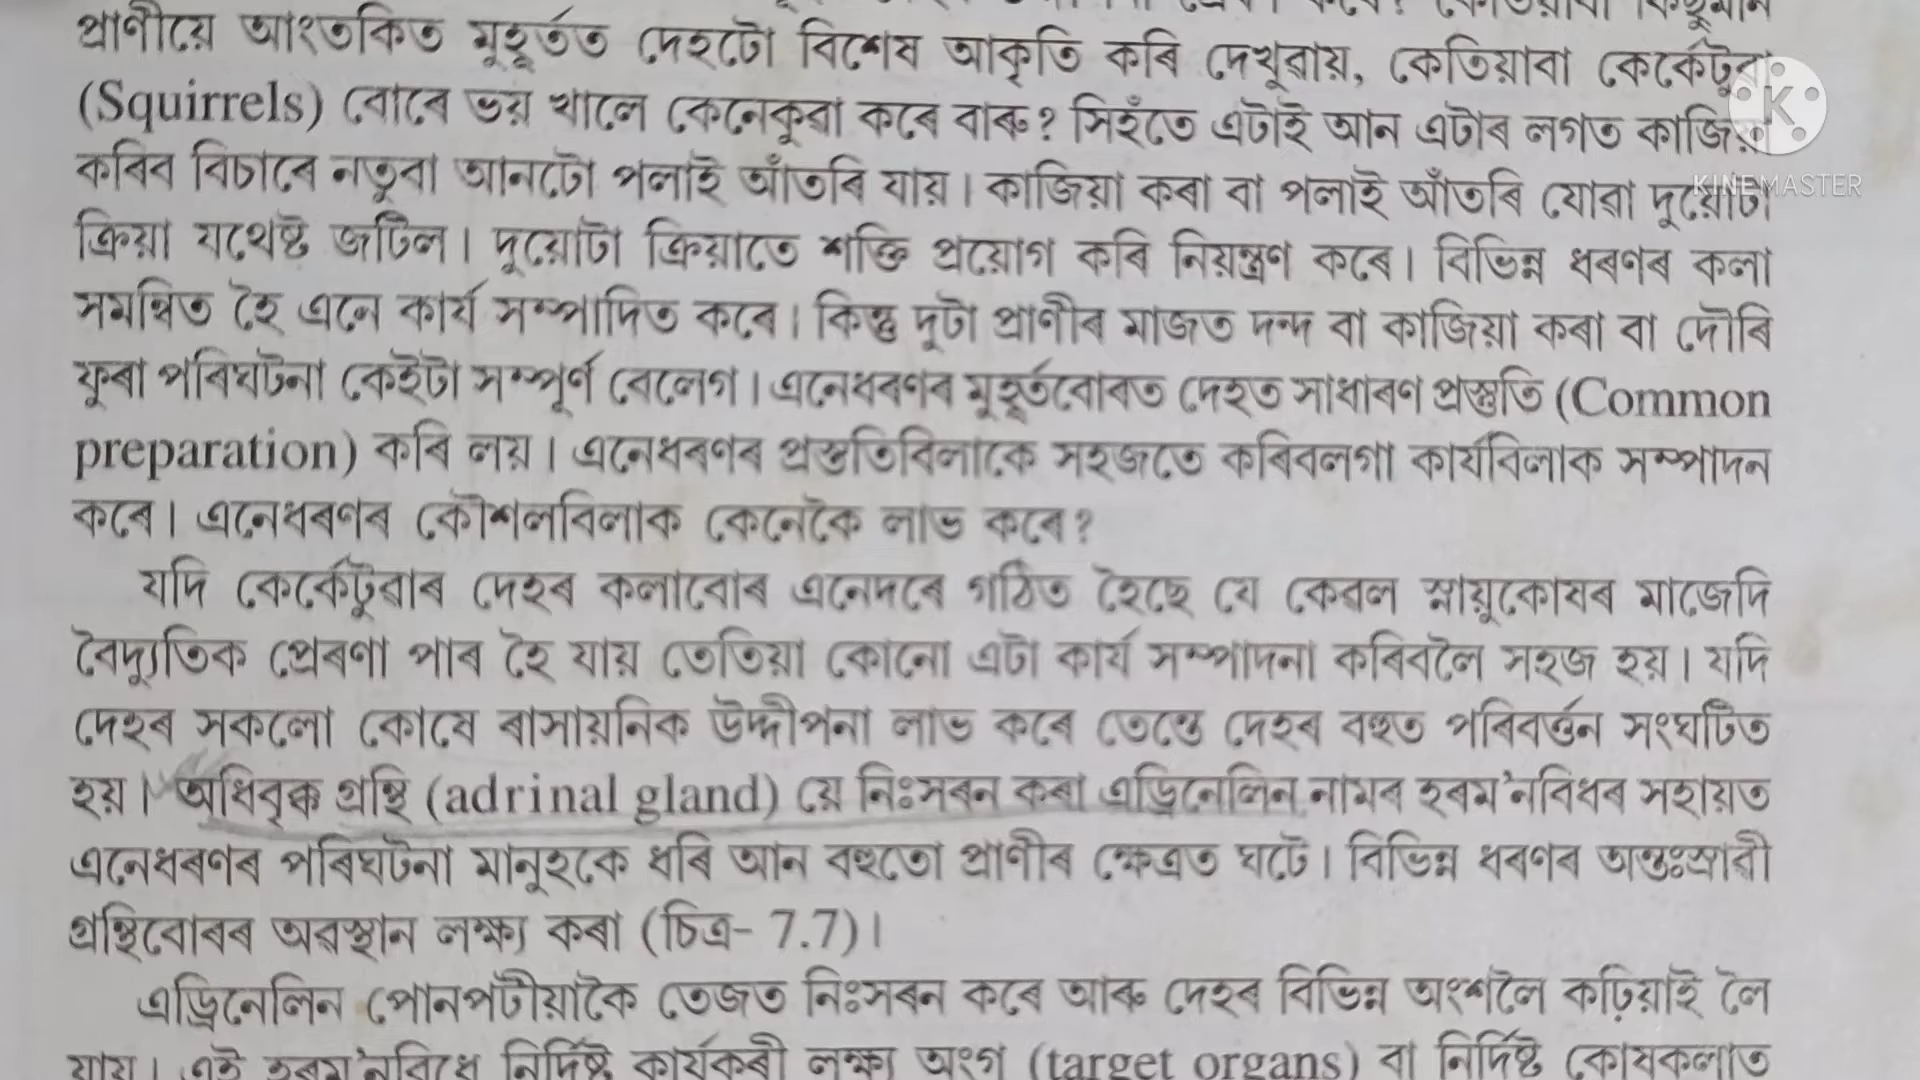 প্ৰাণীয়ে আংতকিত মুহূৰ্তত দেহটো বিশেষ আকৃতি কৰি দেখুৱায়, কেতিয়াবা কেৰ্কেটুৱা
(Squirrels) বোৰে ভয় খালে কেনেকুৱা কৰে বাৰু? সিহঁতে এটাই আন এটাৰ লগত কাজিয়া
কৰিব বিচাৰে নতুবা আনটো পলাই আঁতৰি যায়। কাজিয়া কৰা বা পলাই আঁতৰি যোৱা দুয়োটা
KINEMASTER
ক্ৰিয়া যথেষ্ট জটিল। দুয়োটা ক্ৰিয়াতে শক্তি প্ৰয়োগ কৰি নিয়ন্ত্ৰণ কৰে। বিভিন্ন ধৰণৰ কলা
সমন্বিত হৈ এনে কাৰ্য সম্পাদিত কৰে। কিন্তু দুটা প্ৰাণীৰ মাজত দন্দ বা কাজিয়া কৰা বা দৌৰি
ফুৰা পৰিঘটনা কেইটা সম্পূৰ্ণ বেলেগ। এনেধৰণৰ মুহূৰ্তবোৰত দেহত সাধাৰণ প্ৰস্তুতি (Common
preparation) কৰি লয়। এনেধৰণৰ প্ৰস্তুতিবিলাকে সহজতে কৰিবলগা কাৰ্যবিলাক সম্পাদন
কৰে। এনেধৰণৰ কৌশলবিলাক কেনেকৈ লাভ কৰে?
যদি কেৰ্কেটুৱাৰ দেহৰ কলাবোৰ এনেদৰে গঠিত হৈছে যে কেৱল স্নায়ুকোষৰ মাজেদি
বৈদ্যুতিক প্ৰেৰণা পাৰ হৈ যায় তেতিয়া কোনো এটা কাৰ্য সম্পাদনা কৰিবলৈ সহজ হয়। যদি
দেহৰ সকলো কোষে ৰাসায়নিক উদ্দীপনা লাভ কৰে তেন্তে দেহৰ বহুত পৰিবৰ্ত্তন সংঘটিত
হয়। অধিবৃক্ক গ্ৰন্থি (adrinal gland) য়ে নিঃসৰন কৰা এড্ৰিনেলিন নামৰ হৰম'নবিধৰ সহায়ত
এনেধৰণৰ পৰিঘটনা মানুহকে ধৰি আন বহুতো প্ৰাণীৰ ক্ষেত্ৰত ঘটে। বিভিন্ন ধৰণৰ অন্তঃস্ৰাৱী
গ্ৰন্থিবোৰৰ অৱস্থান লক্ষ্য কৰা (চিত্ৰ- 7.7)।
এড্ৰিনেলিন পোনপটীয়াকৈ তেজত নিঃসৰন কৰে আৰু দেহৰ বিভিন্ন অংশলৈ কঢ়িয়াই লৈ
যায়। এই হৰম'নবিধে নিৰ্দিষ্ট কাৰ্যকৰী লক্ষ্য অংগ (target organs) বা নিৰ্দিষ্ট কোষকলাত